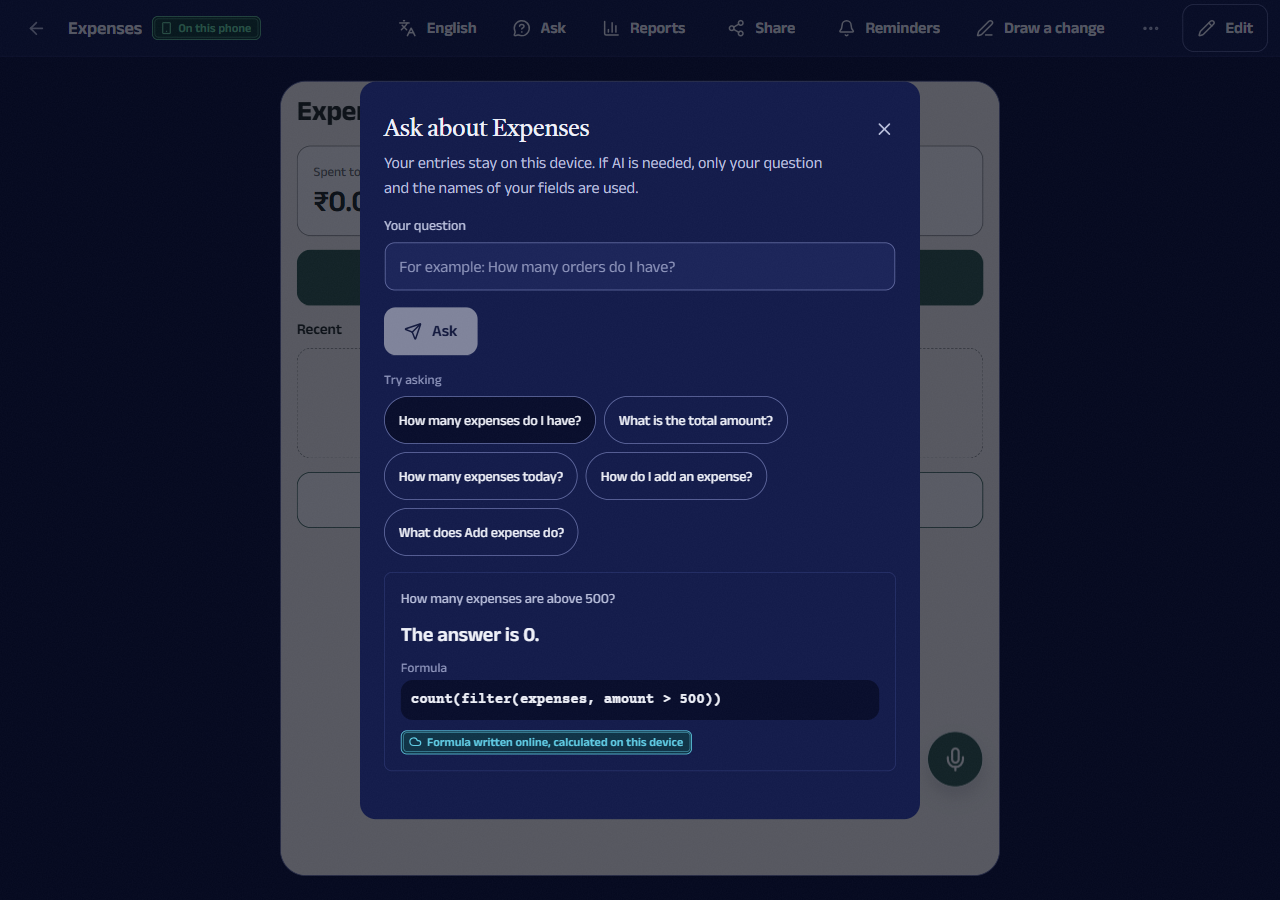 Expenses
On this phone
English
Ask
Reports
Share
Reminders
Draw a change
Edit
Ask about Expenses
Your entries stay on this device. If AI is needed, only your question
and the names of your fields are used.
Your question
For example: How many orders do I have?
Ask
Try asking
How many expenses do I have?
What is the total amount?
How many expenses today?
How do I add an expense?
What does Add expense do?
How many expenses are above 500?
The answer is 0.
Formula
count(filter(expenses, amount > 500))
Formula written online, calculated on this device
Spent
Recent